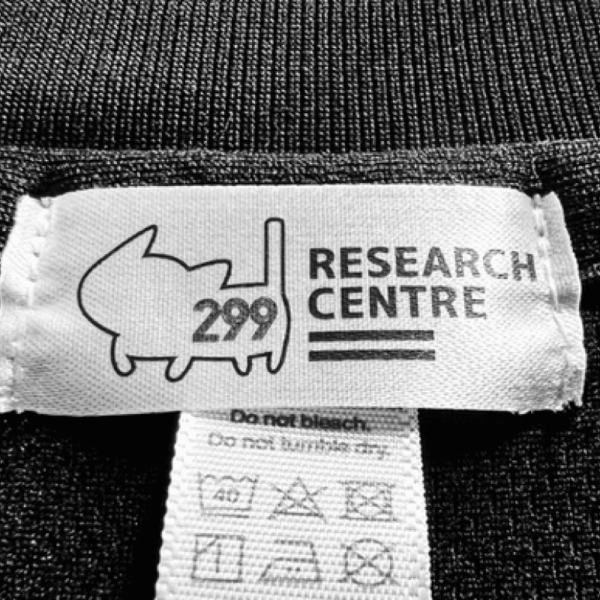 299
RESEARCH
CENTRE
Do not bleach.
Do not tumble dry.
40